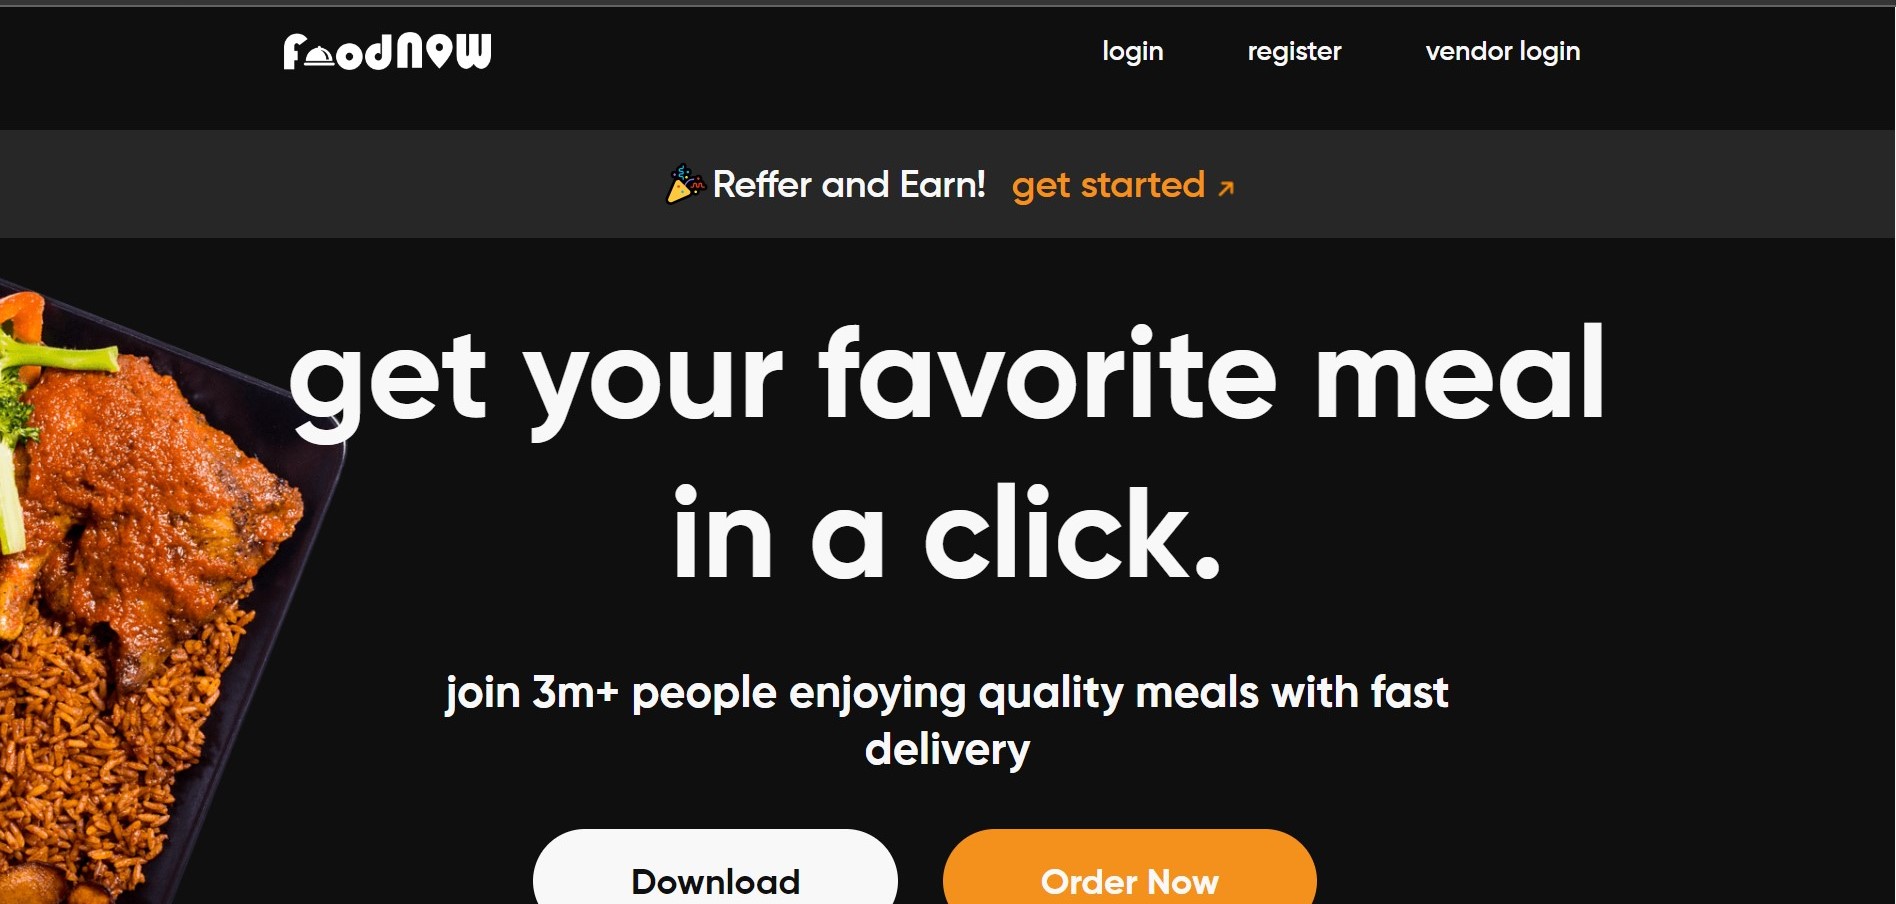 FoodNOW
login register vendor login
Reffer and Earn! get started
get your favorite meal
in a click.
join 3m+ people enjoying quality meals with fast
delivery
Download Order Now